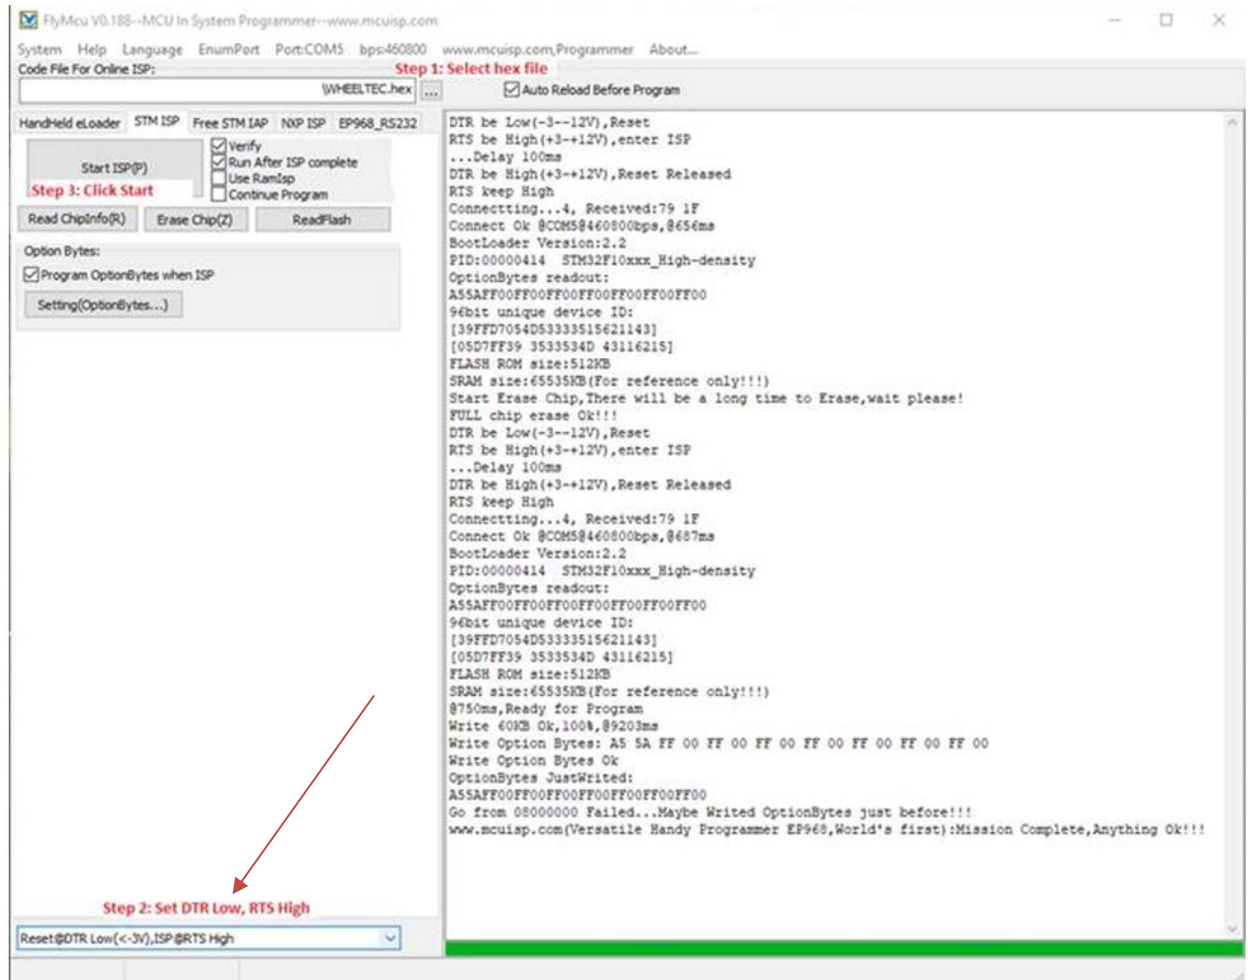 FlyMcu V0.188--MCU In System Programmer--www.mcuisp.com
System Help Language EnumPort Port:COM5 bps:460800 www.mcuisp.com,Programmer About...
Code File For Online ISP:
Step 1: Select hex file
\WHEELTEC.hex
...
Auto Reload Before Program
HandHeld eLoader
STM ISP
Free STM IAP
NXP ISP
EP968_RS232
Start ISP(P)
Step 3: Click Start
Verify
Run After ISP complete
Use RamIsp
Continue Program
Read ChipInfo(R)
Erase Chip(Z)
ReadFlash
Option Bytes:
Program OptionBytes when ISP
Setting(OptionBytes...)
Step 2: Set DTR Low, RTS High
Reset@DTR Low(<-3V),ISP@RTS High
DTR be Low(-3--12V),Reset
RTS be High(+3-+12V),enter ISP
...Delay 100ms
DTR be High(+3-+12V),Reset Released
RTS keep High
Connectting...4, Received:79 1F
Connect Ok @COM5@460800bps,@656ms
BootLoader Version:2.2
PID:00000414 STM32F10xxx_High-density
OptionBytes readout:
A55AFF00FF00FF00FF00FF00FF00FF00
96bit unique device ID:
[39FFD7054D53333515621143]
[05D7FF39 3533534D 43116215]
FLASH ROM size:512KB
SRAM size:65535KB(For reference only!!!)
Start Erase Chip,There will be a long time to Erase,wait please!
FULL chip erase Ok!!!
DTR be Low(-3--12V),Reset
RTS be High(+3-+12V),enter ISP
...Delay 100ms
DTR be High(+3-+12V),Reset Released
RTS keep High
Connectting...4, Received:79 1F
Connect Ok @COM5@460800bps,@687ms
BootLoader Version:2.2
PID:00000414 STM32F10xxx_High-density
OptionBytes readout:
A55AFF00FF00FF00FF00FF00FF00FF00
96bit unique device ID:
[39FFD7054D53333515621143]
[05D7FF39 3533534D 43116215]
FLASH ROM size:512KB
SRAM size:65535KB(For reference only!!!)
@750ms,Ready for Program
Write 60KB Ok,100%,@9203ms
Write Option Bytes: A5 5A FF 00 FF 00 FF 00 FF 00 FF 00 FF 00 FF 00
Write Option Bytes Ok
OptionBytes JustWrited:
A55AFF00FF00FF00FF00FF00FF00FF00
Go from 08000000 Failed...Maybe Writed OptionBytes just before!!!
www.mcuisp.com(Versatile Handy Programmer EP968,World's first):Mission Complete,Anything Ok!!!